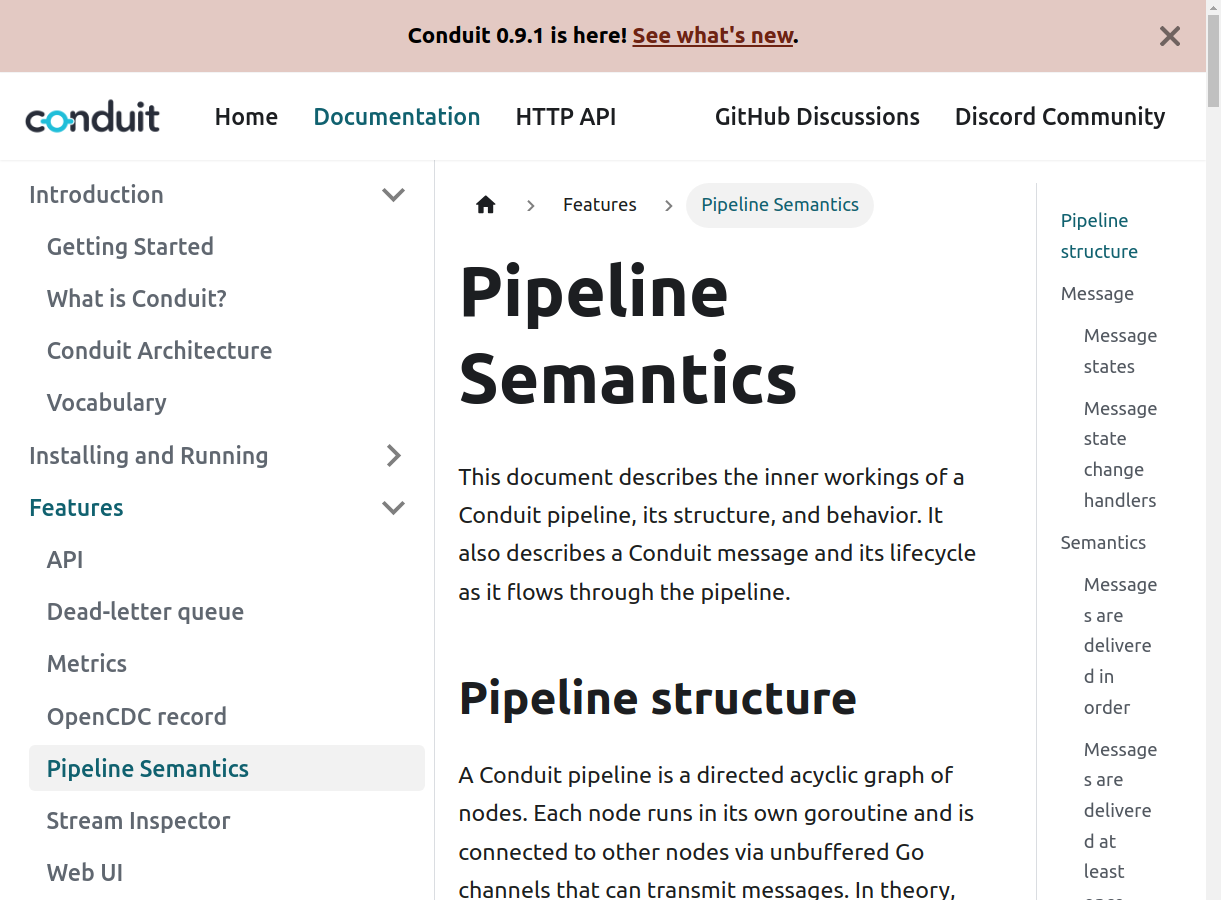 Conduit 0.9.1 is here! See what's new.
conduit
Home
Documentation
HTTP API
GitHub Discussions
Discord Community
Introduction
Getting Started
What is Conduit?
Conduit Architecture
Vocabulary
Installing and Running
Features
API
Dead-letter queue
Metrics
OpenCDC record
Pipeline Semantics
Stream Inspector
Web UI
Features
Pipeline Semantics
Pipeline
Semantics
This document describes the inner workings of a
Conduit pipeline, its structure, and behavior. It
also describes a Conduit message and its lifecycle
as it flows through the pipeline.
Pipeline structure
A Conduit pipeline is a directed acyclic graph of
nodes. Each node runs in its own goroutine and is
connected to other nodes via unbuffered Go
channels that can transmit messages. In theory,
Pipeline
structure
Message
Message
states
Message
state
change
handlers
Semantics
Message
s are
delivere
d in
order
Message
s are
delivere
d at
least